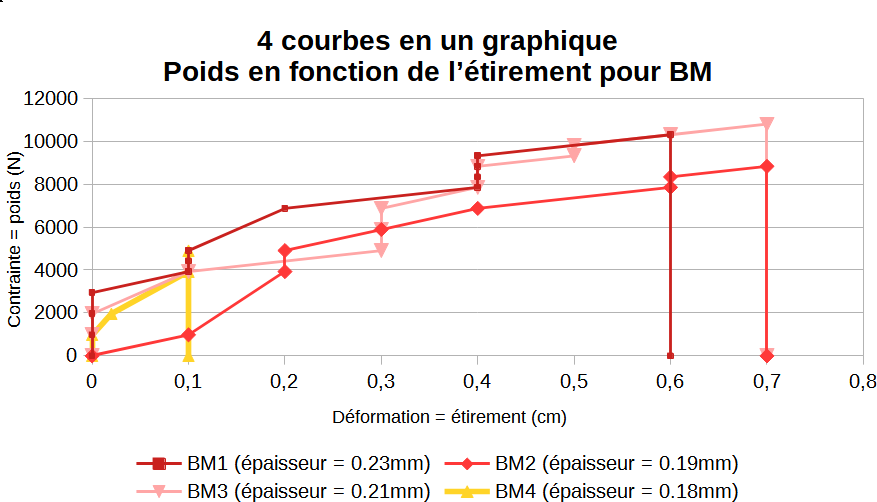 4 courbes en un graphique
Poids en fonction de l’étirement pour BM
Contrainte = poids (N)
12000
10000
8000
6000
4000
2000
0
0 0,1 0,2 0,3 0,4 0,5 0,6 0,7 0,8
Déformation = étirement (cm)
BM1 (épaisseur = 0.23mm) BM2 (épaisseur = 0.19mm)
BM3 (épaisseur = 0.21mm) BM4 (épaisseur = 0.18mm)